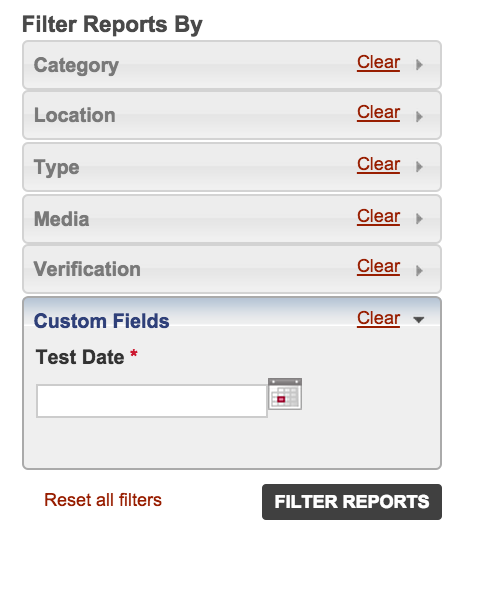 Filter Reports By
Category Clear
Location Clear
Type Clear
Media Clear
Verification Clear
Custom Fields Clear
Test Date *
Reset all filters FILTER REPORTS